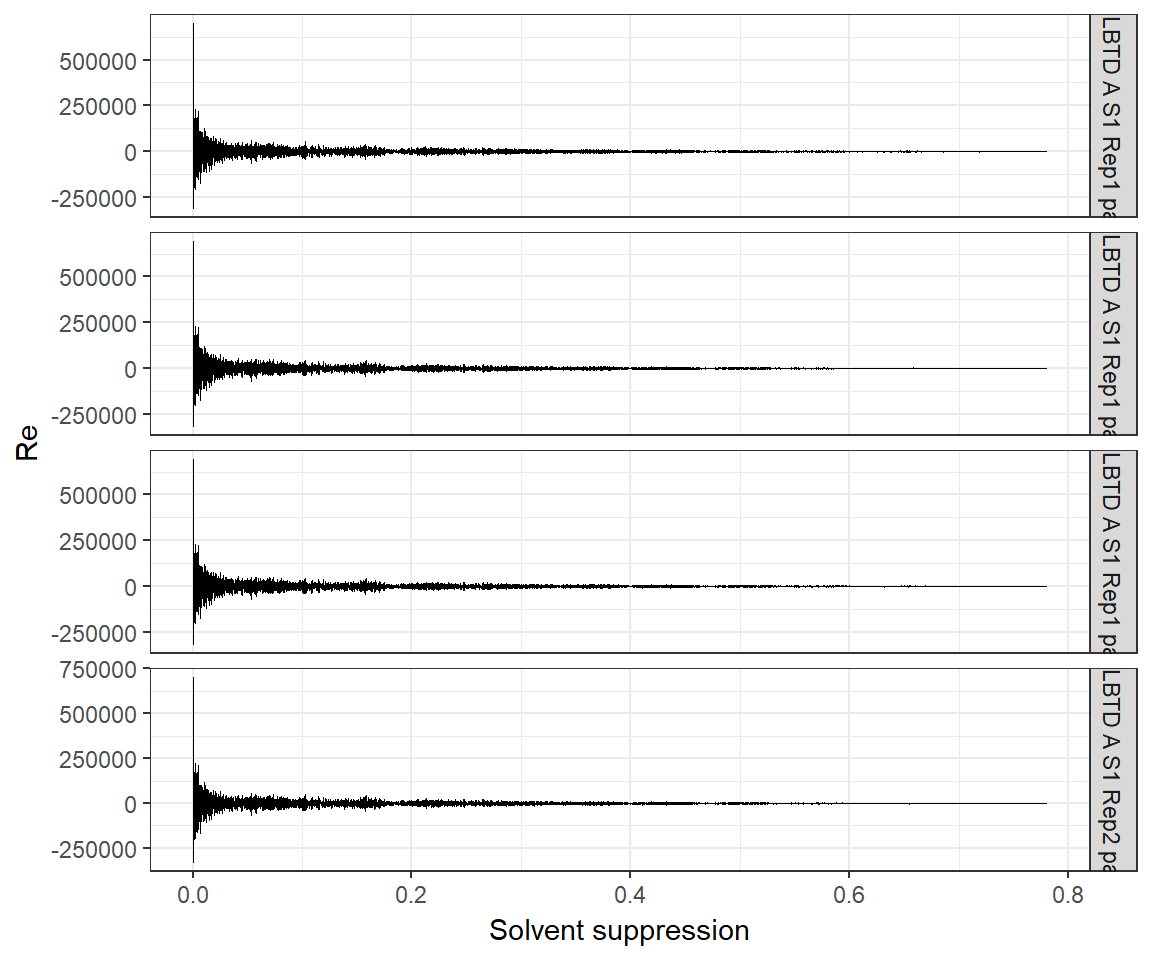 500000
250000
0
-250000
LBTD A S1 Rep1 pa
500000
250000
0
-250000
LBTD A S1 Rep1 pa
500000
250000
0
-250000
LBTD A S1 Rep1 pa
750000
500000
250000
0
-250000
LBTD A S1 Rep2 pa
Re
0.0 0.2 0.4 0.6 0.8
Solvent suppression